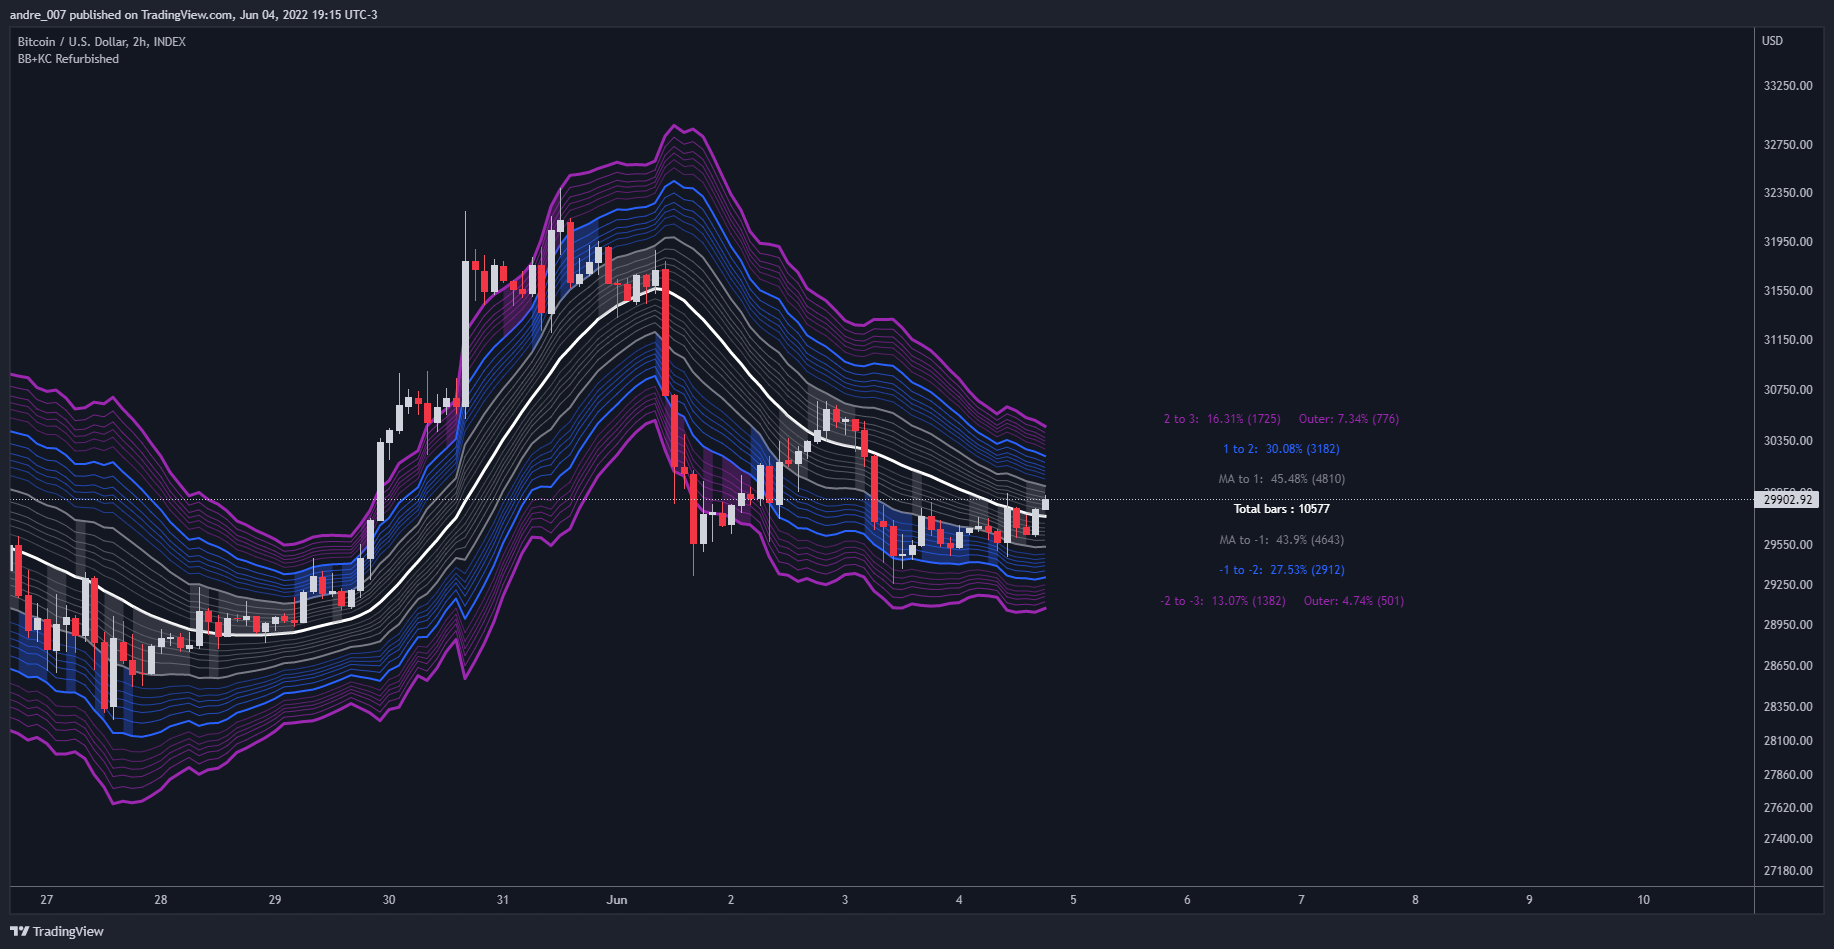 andre_007 published on TradingView.com, Jun 04, 2022 19:15 UTC-3
Bitcoin / U.S. Dollar, 2h, INDEX
BB+KC Refurbished
USD
33250.00
32750.00
32350.00
31950.00
31550.00
31150.00
30750.00
30350.00
29902.92
29550.00
29250.00
28950.00
28650.00
28350.00
28100.00
27860.00
27620.00
27400.00
27180.00
2 to 3: 16.31% (1725) Outer: 7.34% (776)
1 to 2: 30.08% (3182)
MA to 1: 45.48% (4810)
Total bars : 10577
MA to -1: 43.9% (4643)
-1 to -2: 27.53% (2912)
-2 to -3: 13.07% (1382) Outer: 4.74% (501)
27 28 29 30 31 Jun 2 3 4 5 6 7 8 9 10
TradingView